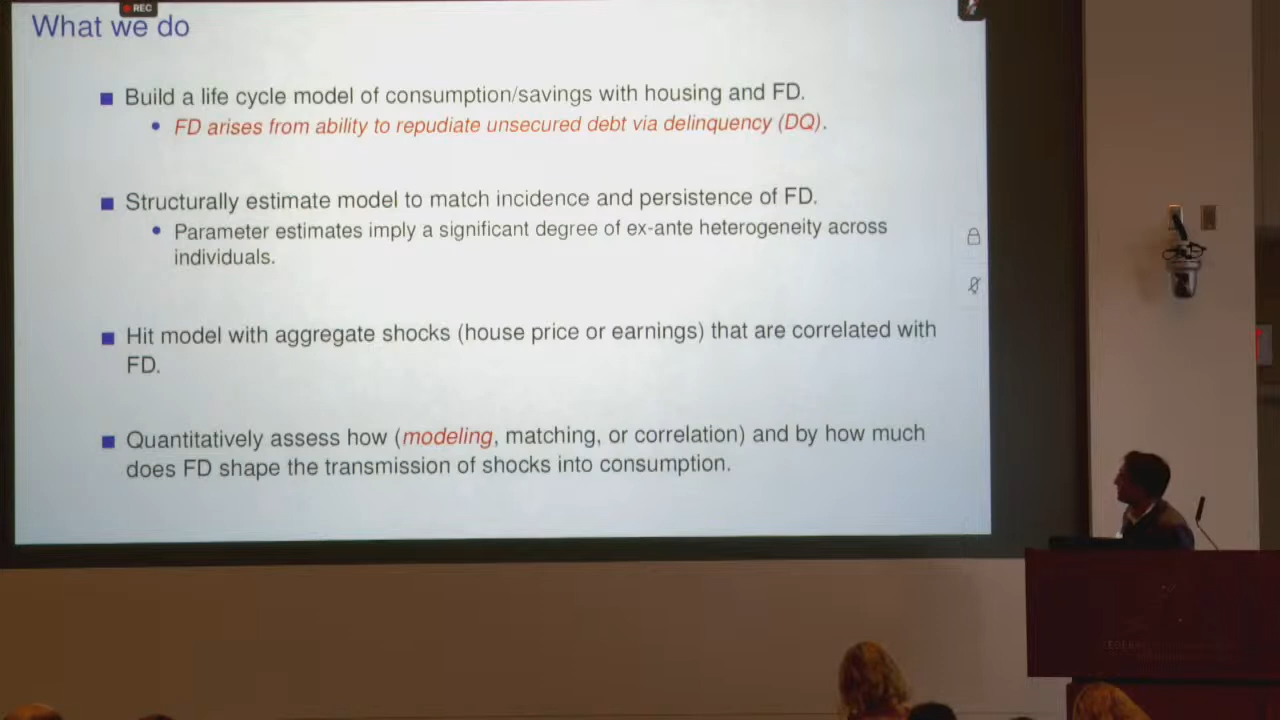 REC
What we do
Build a life cycle model of consumption/savings with housing and FD.
FD arises from ability to repudiate unsecured debt via delinquency (DQ).
Structurally estimate model to match incidence and persistence of FD.
Parameter estimates imply a significant degree of ex-ante heterogeneity across
individuals.
Hit model with aggregate shocks (house price or earnings) that are correlated with
FD.
Quantitatively assess how (modeling, matching, or correlation) and by how much
does FD shape the transmission of shocks into consumption.